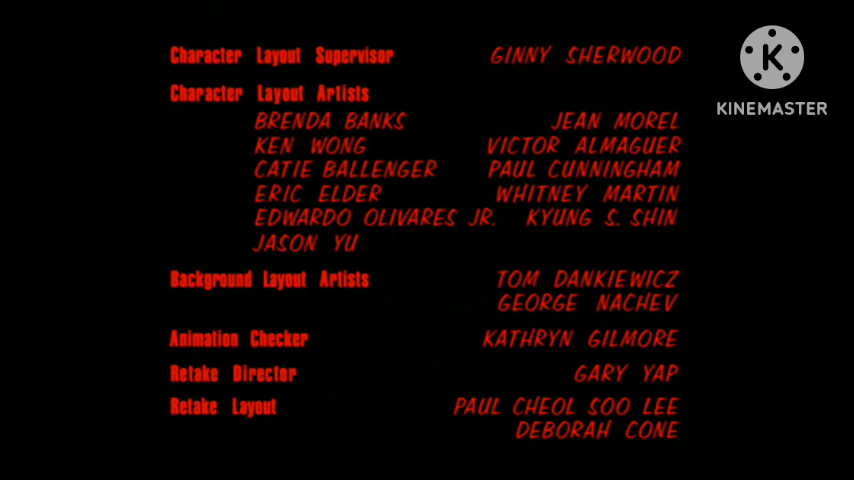 Character Layout Supervisor GINNY SHERWOOD
Character Layout Artists
BRENDA BANKS JEAN MOREL
KEN WONG VICTOR ALMAGUER
CATIE BALLENGER PAUL CUNNINGHAM
ERIC ELDER WHITNEY MARTIN
EDWARDO OLIVARES JR. KYUNG S. SHIN
JASON YU
Background Layout Artists TOM DANKIEWICZ
GEORGE NACHEV
Animation Checker KATHRYN GILMORE
Retake Director GARY YAP
Retake Layout PAUL CHEOL SOO LEE
DEBORAH CONE
K
KINEMASTER